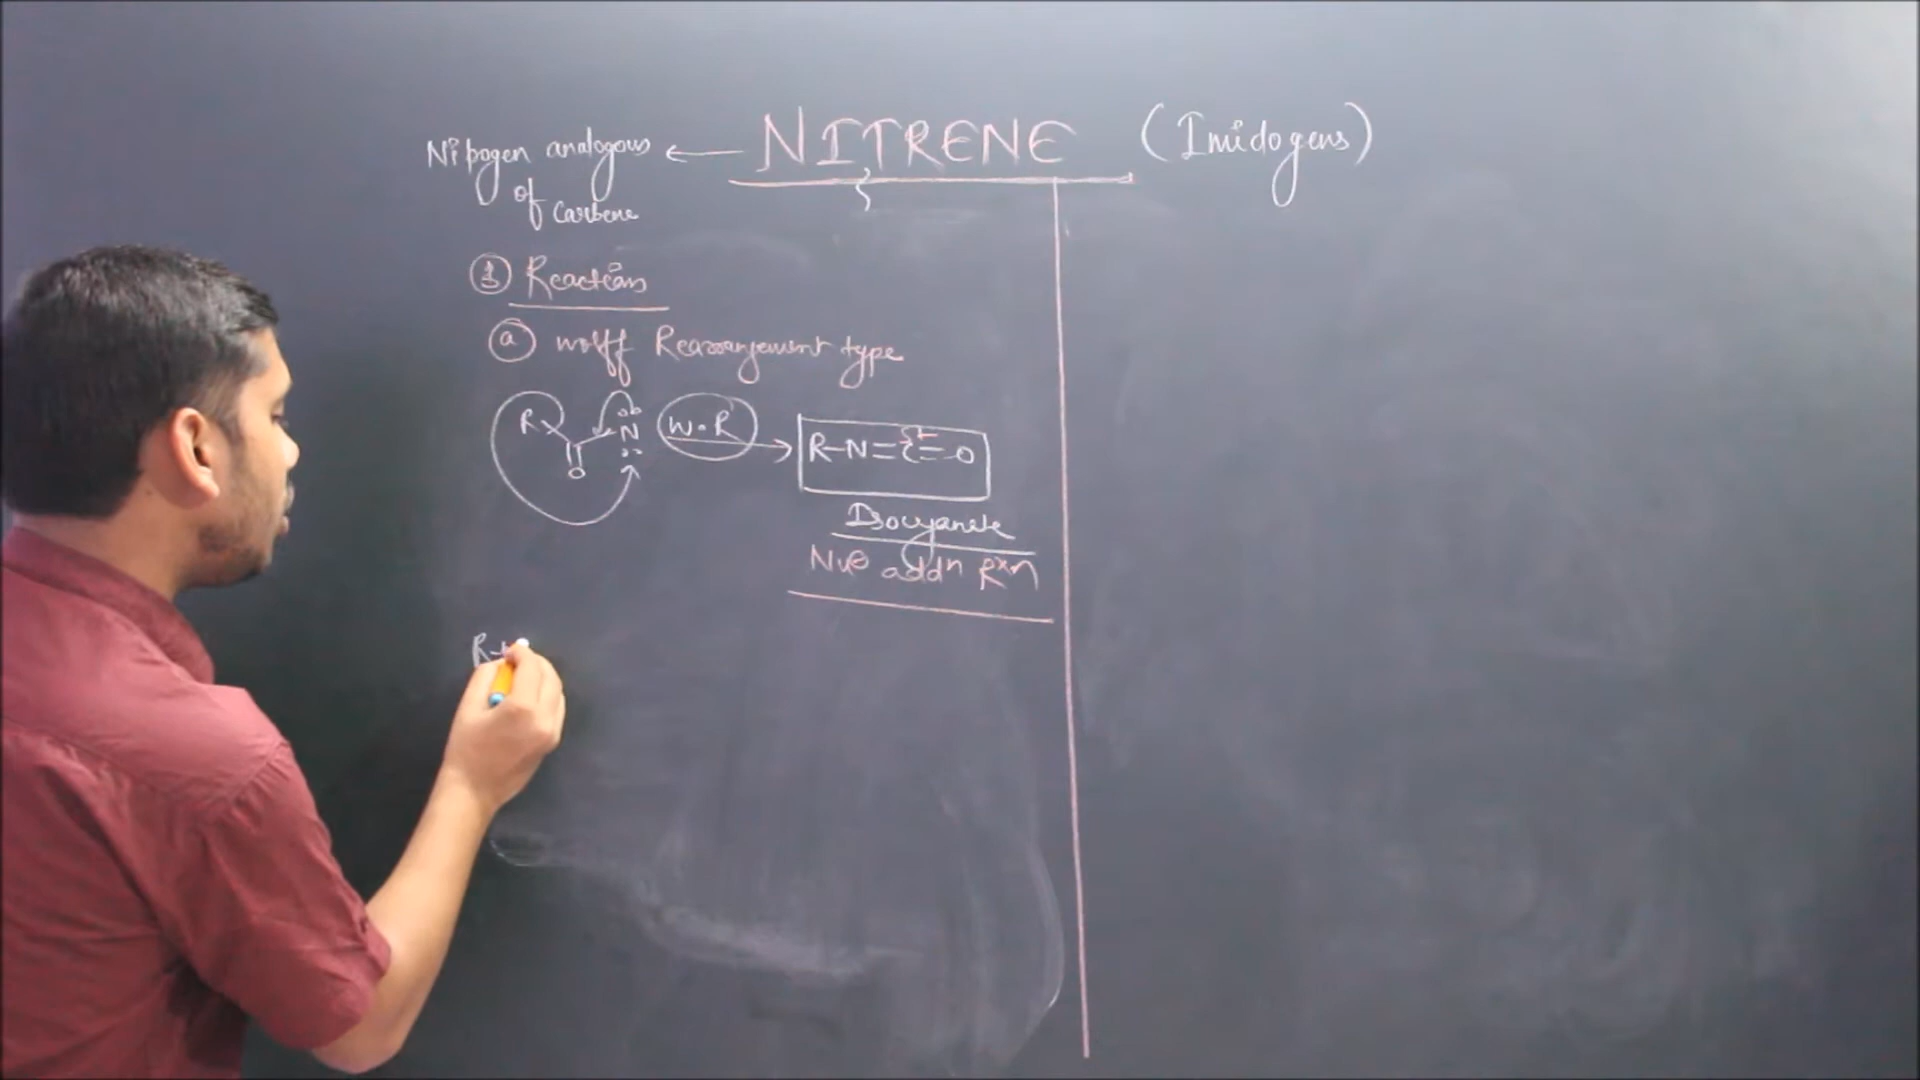 NITRENE (Imidogens)
Nitrogen analogous
of Carbene
① Reactions
ⓐ wolff Rearrangement type
R N O W.R R-N=C=O
δ+
Isocyanate
Nu⊖ addn Rxn
R-